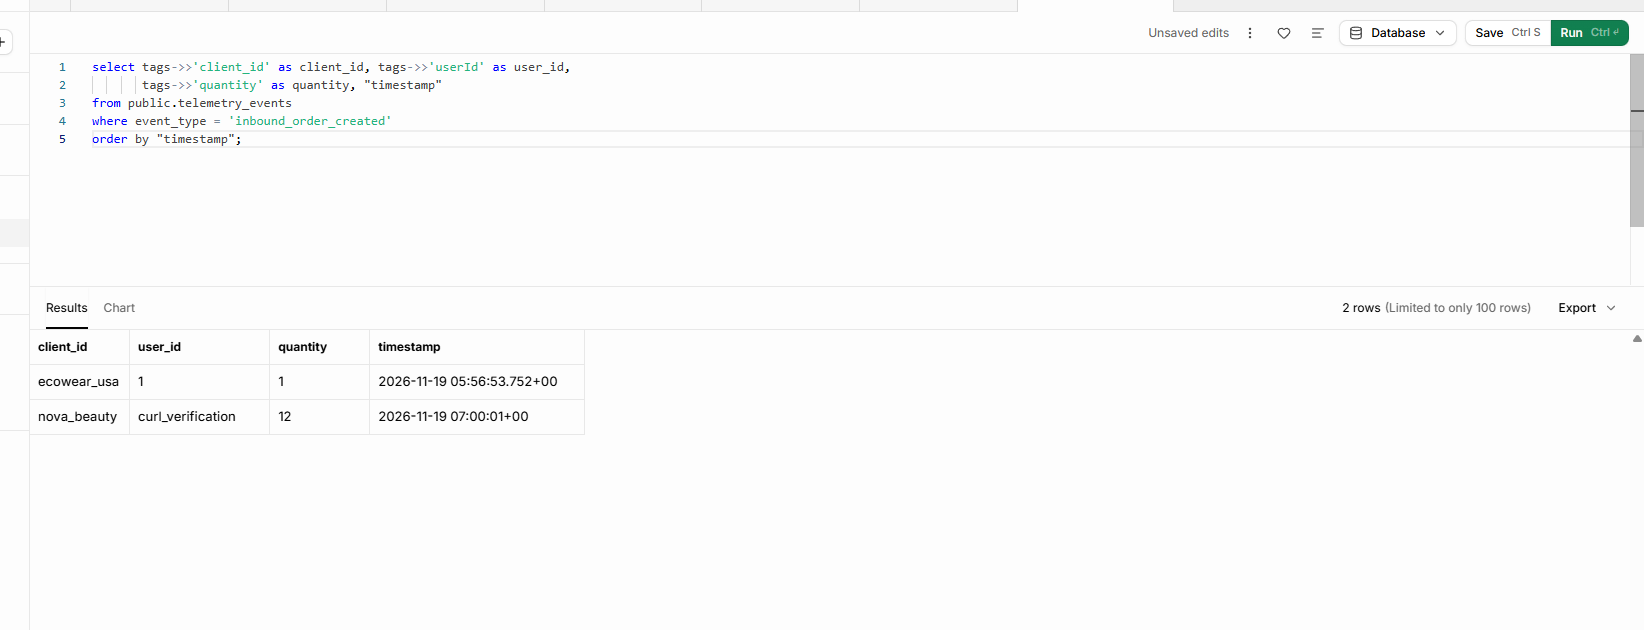 Unsaved edits Database Save Ctrl S Run Ctrl ↵
1 select tags->>'client_id' as client_id, tags->>'userId' as user_id,
2 tags->>'quantity' as quantity, "timestamp"
3 from public.telemetry_events
4 where event_type = 'inbound_order_created'
5 order by "timestamp";
Results Chart 2 rows (Limited to only 100 rows) Export
client_id user_id quantity timestamp
ecowear_usa 1 1 2026-11-19 05:56:53.752+00
nova_beauty curl_verification 12 2026-11-19 07:00:01+00